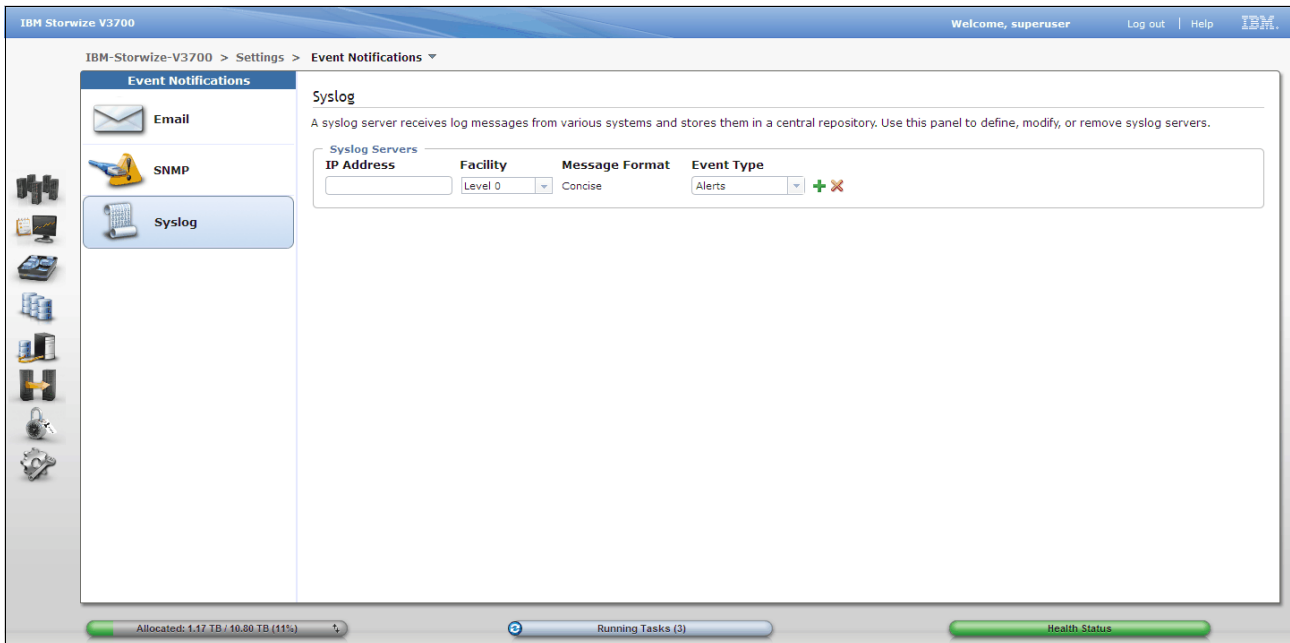 IBM Storwize V3700
Welcome, superuser
Log out | Help
IBM.
IBM-Storwize-V3700 > Settings > Event Notifications
Event Notifications
Email
SNMP
Syslog
Syslog
A syslog server receives log messages from various systems and stores them in a central repository. Use this panel to define, modify, or remove syslog servers.
Syslog Servers
IP Address Facility Message Format Event Type
Level 0 Concise Alerts
Allocated: 1.17 TB / 10.80 TB (11%)
Running Tasks (3)
Health Status